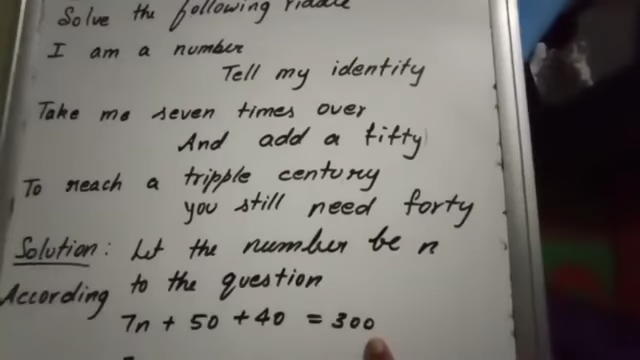 Solve the following riddle
I am a number
Tell my identity
Take me seven times over
And add a fifty
To reach a tripple century
you still need forty
Solution: Let the number be n
According to the question
7n + 50 + 40 = 300